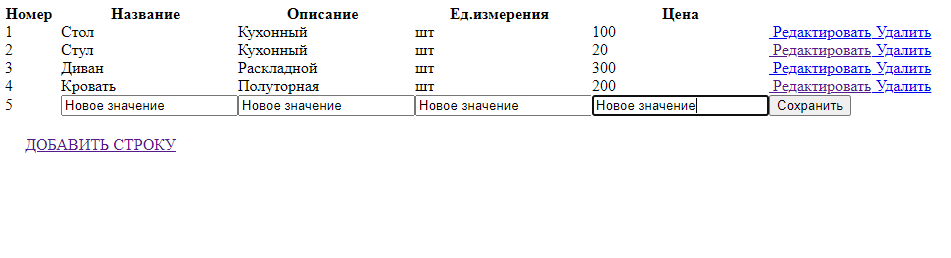 Номер Название Описание Ед.измерения Цена
1 Стол Кухонный шт 100 Редактировать Удалить
2 Стул Кухонный шт 20 Редактировать Удалить
3 Диван Раскладной шт 300 Редактировать Удалить
4 Кровать Полуторная шт 200 Редактировать Удалить
5 Новое значение Новое значение Новое значение Новое значение Сохранить
ДОБАВИТЬ СТРОКУ